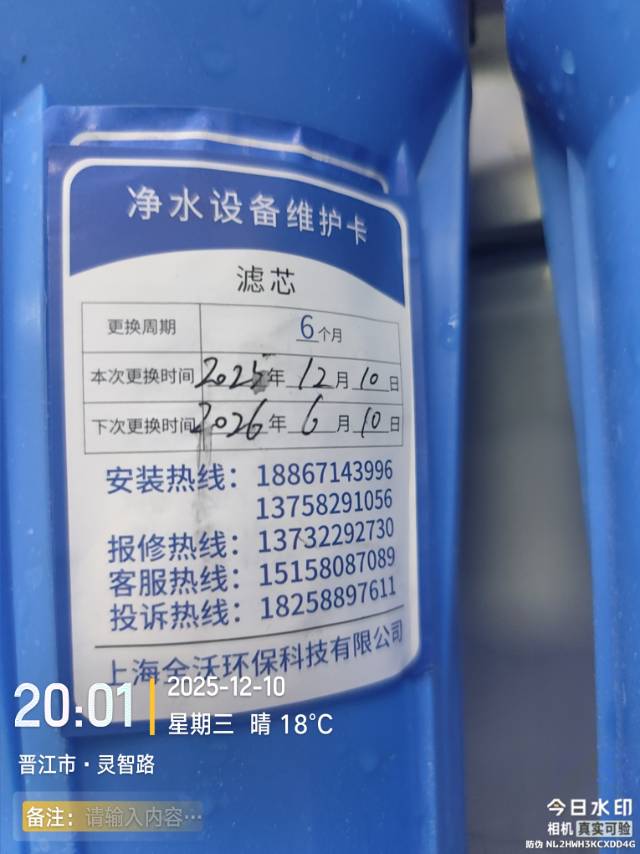 净水设备维护卡
滤芯
更换周期 6个月
本次更换时间 2025年12月10日
下次更换时间 2026年6月10日
安装热线：18867143996
13758291056
报修热线：13732292730
客服热线：15158087089
投诉热线：18258897611
上海全沃环保科技有限公司
20:01
2025-12-10
星期三 晴 18°C
晋江市·灵智路
备注：请输入内容…
今日水印
相机 真实可验
防伪 NL2HWH3KCXDD4G